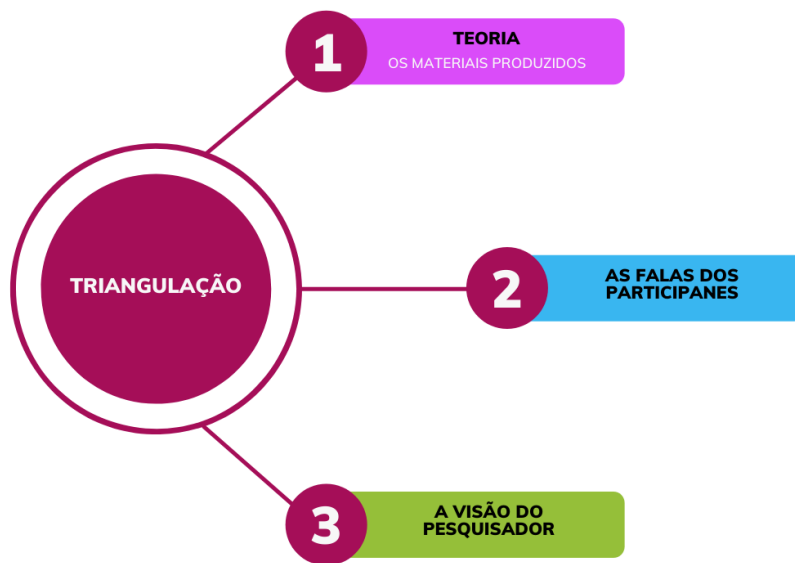 1
TEORIA
OS MATERIAIS PRODUZIDOS
TRIANGULAÇÃO
2
AS FALAS DOS
PARTICIPANES
3
A VISÃO DO
PESQUISADOR